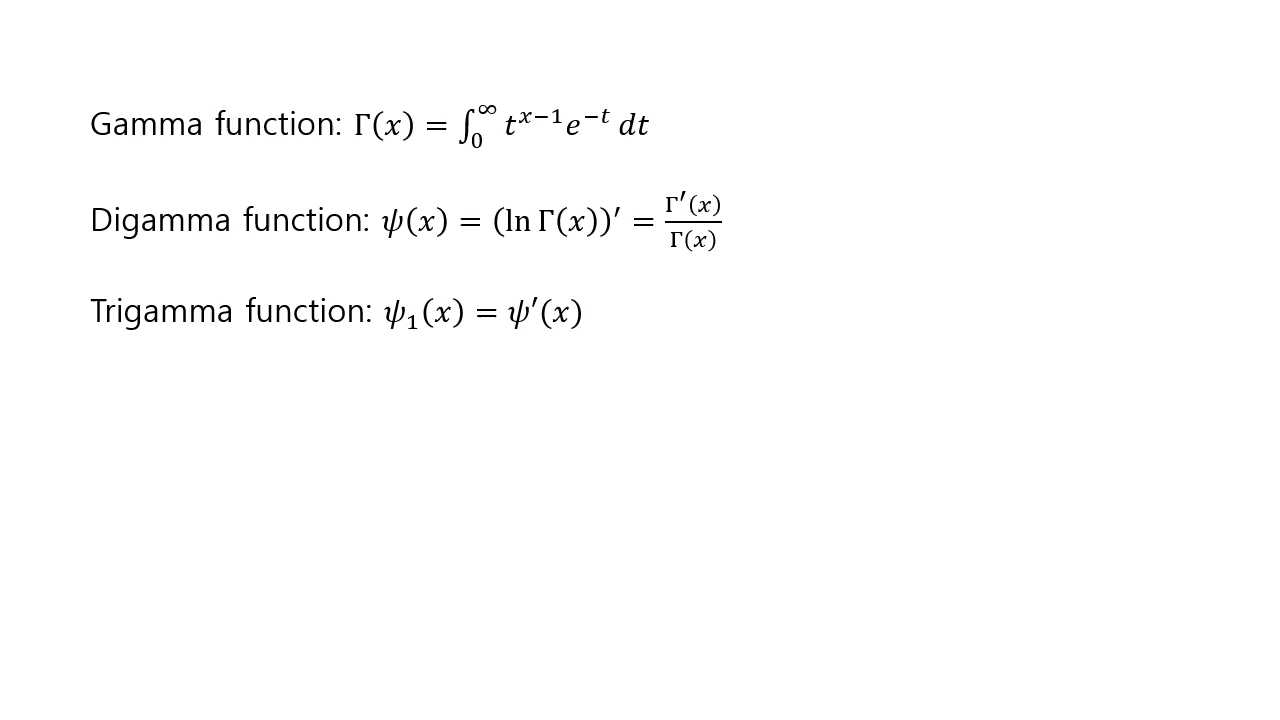 Gamma function: Γ(x) = ∫₀^∞ t^{x−1}e^{−t} dt
Digamma function: ψ(x) = (ln Γ(x))′ = Γ′(x)/Γ(x)
Trigamma function: ψ₁(x) = ψ′(x)